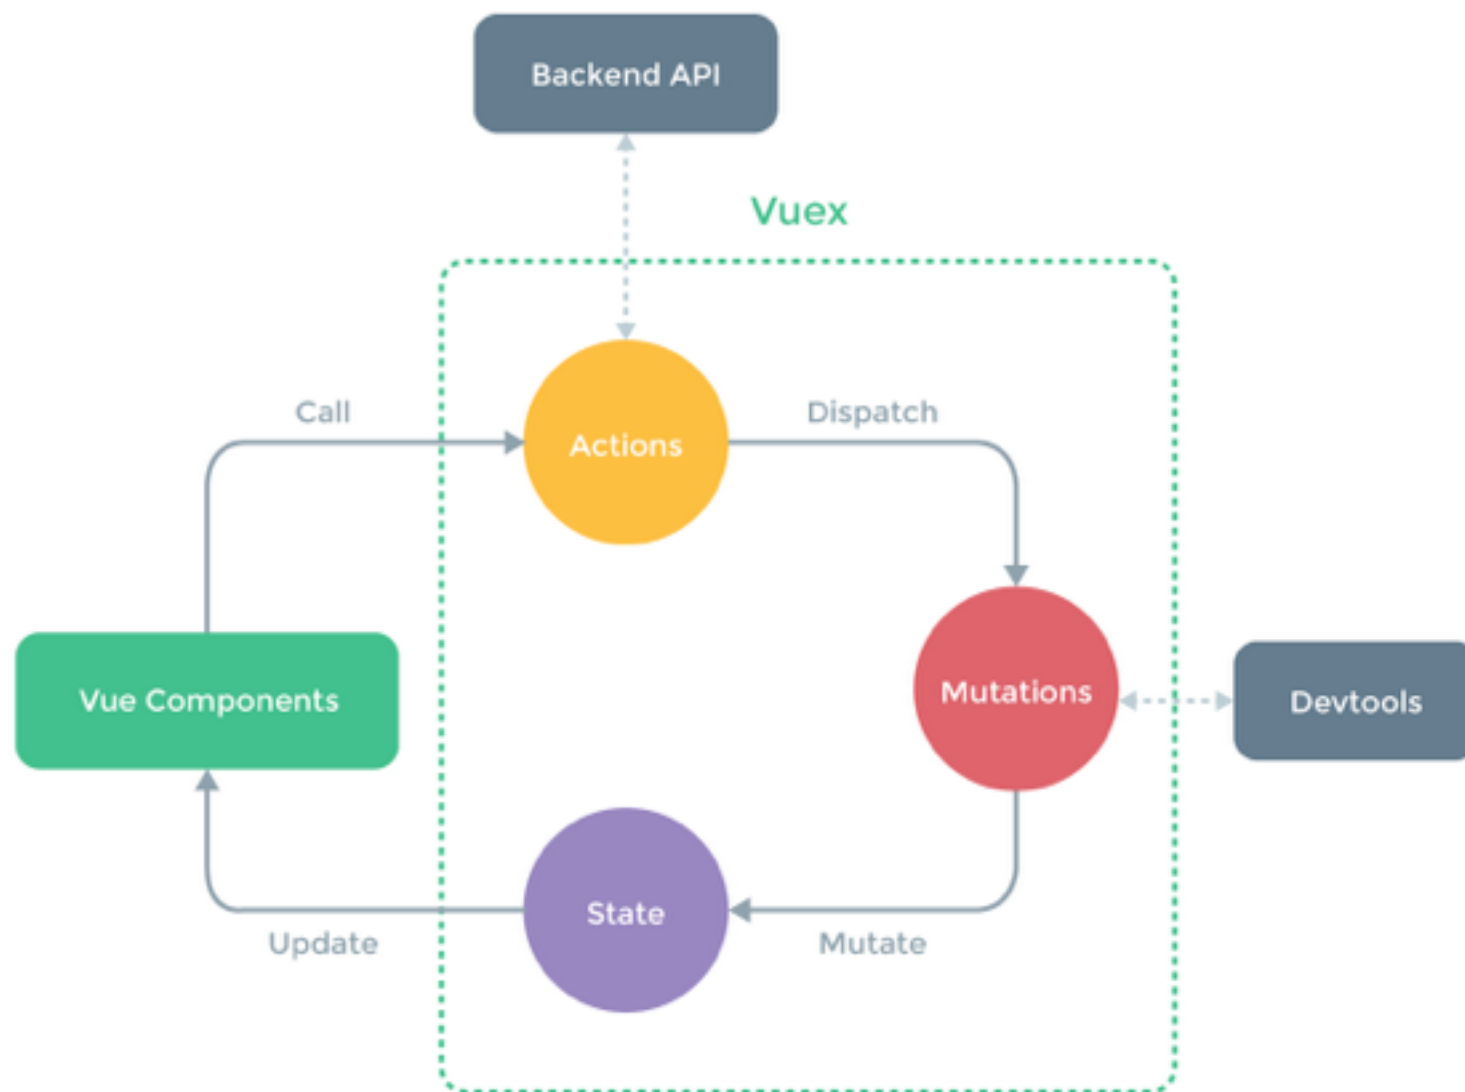 Backend API
Vuex
Call
Dispatch
Actions
Vue Components
Mutations
Devtools
State
Update
Mutate